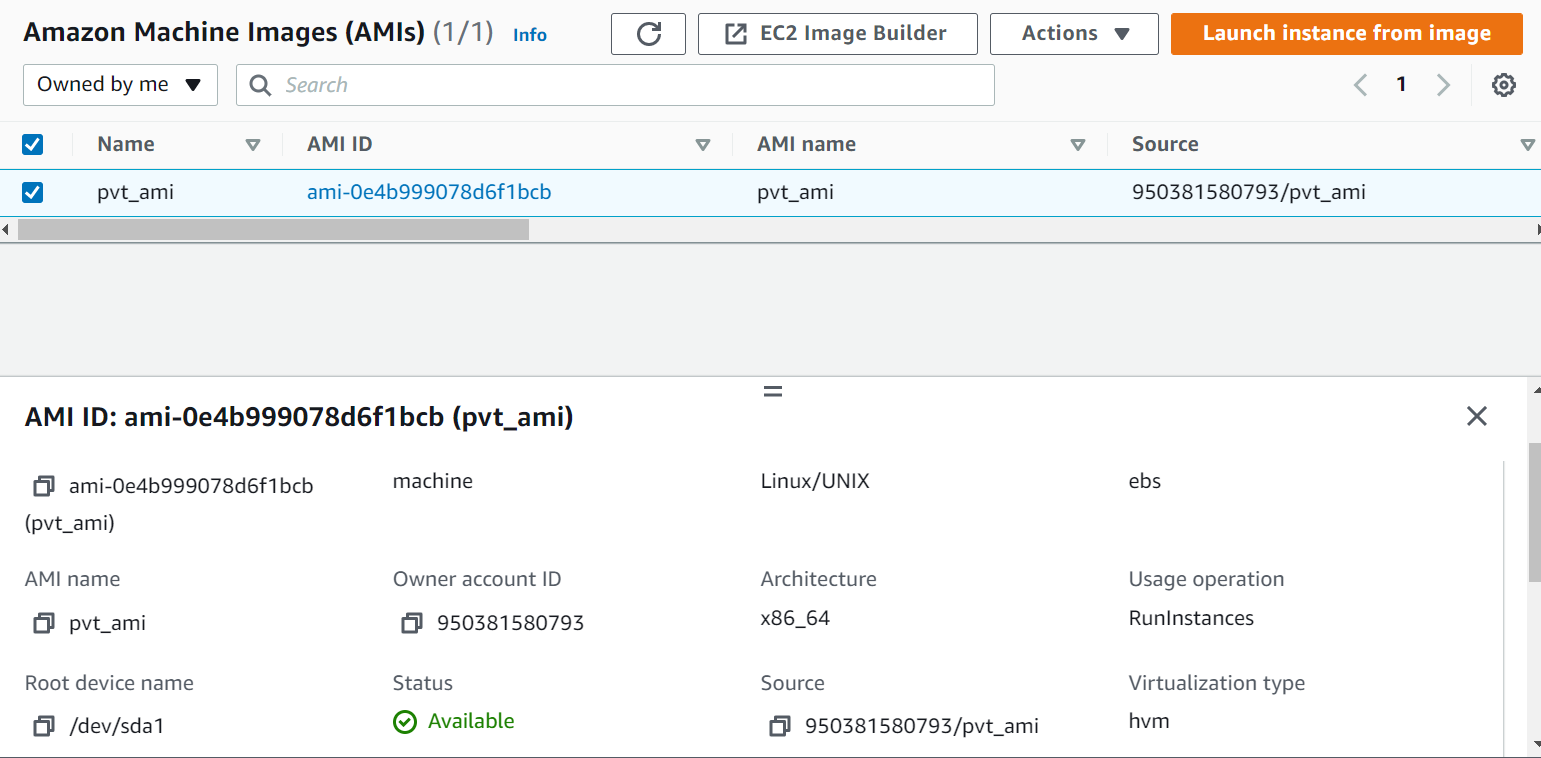 Amazon Machine Images (AMIs) (1/1) Info EC2 Image Builder Actions Launch instance from image
Owned by me Search 1
Name AMI ID AMI name Source
pvt_ami ami-0e4b999078d6f1bcb pvt_ami 950381580793/pvt_ami
AMI ID: ami-0e4b999078d6f1bcb (pvt_ami)
ami-0e4b999078d6f1bcb machine Linux/UNIX ebs
(pvt_ami)
AMI name Owner account ID Architecture Usage operation
pvt_ami 950381580793 x86_64 RunInstances
Root device name Status Source Virtualization type
/dev/sda1 Available 950381580793/pvt_ami hvm